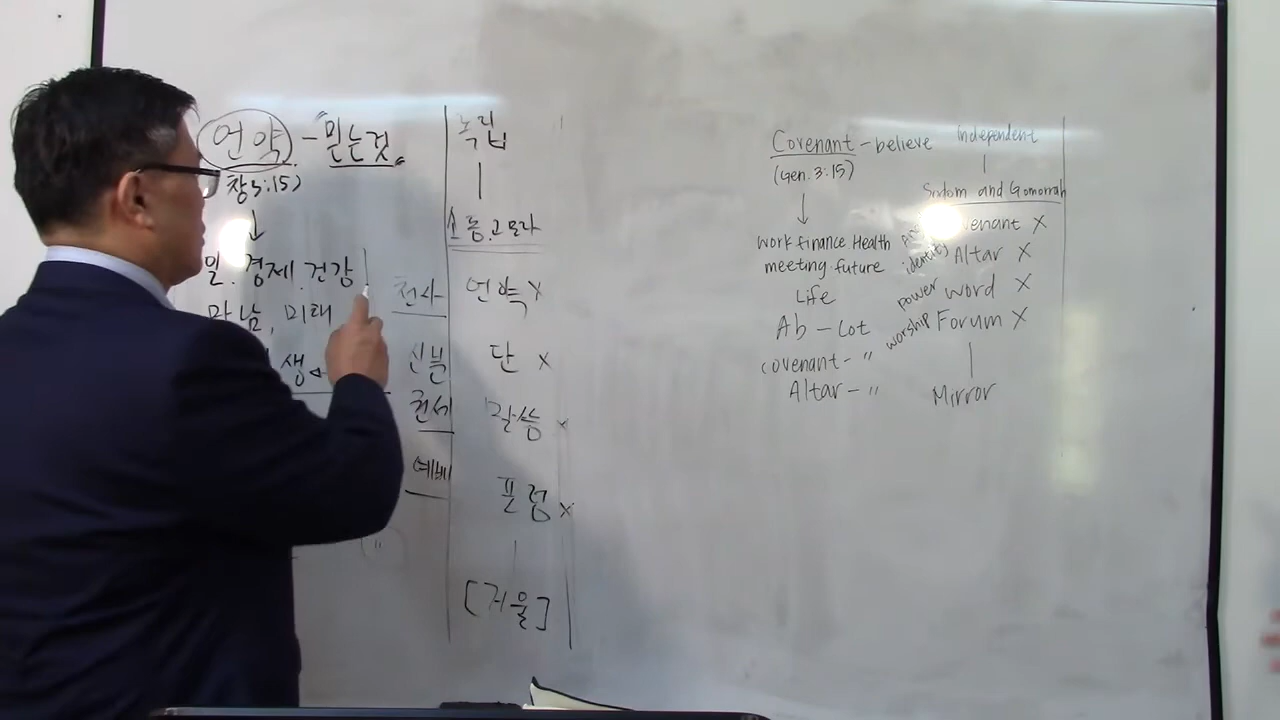 언약 - "믿는것"
(창3:15)
↓
일. 경제. 건강
만남, 미래
생
천사
신분
권세
예배
독립
|
소돔.고모라
언약 x
단 x
말씀 x
포럼 x
|
[거울]
Covenant - believe
(Gen. 3:15)
↓
work finance Health
meeting future
Life
Ab - Lot
covenant - "
Altar - "
independent
|
Sodom and Gomorrah
X
identity Altar X
power word X
worship Forum X
|
Mirror